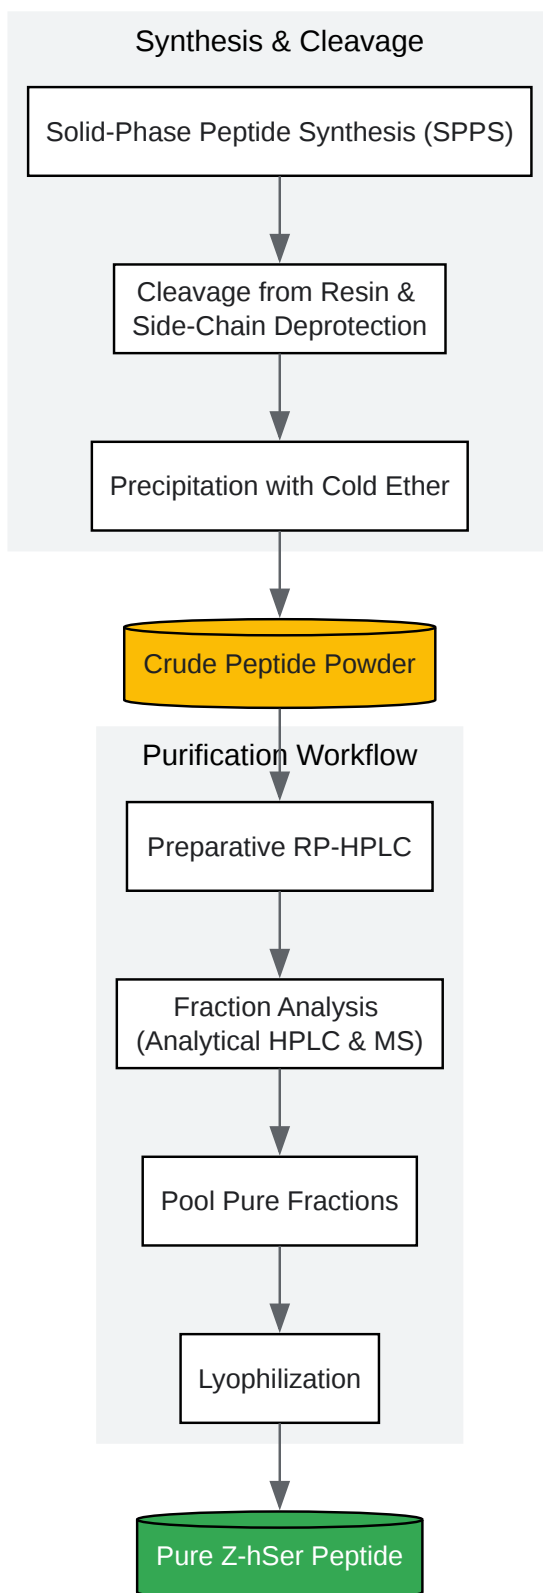 Synthesis & Cleavage
Solid-Phase Peptide Synthesis (SPPS)
Cleavage from Resin &
Side-Chain Deprotection
Precipitation with Cold Ether
Crude Peptide Powder
Purification Workflow
Preparative RP-HPLC
Fraction Analysis
(Analytical HPLC & MS)
Pool Pure Fractions
Lyophilization
Pure Z-hSer Peptide